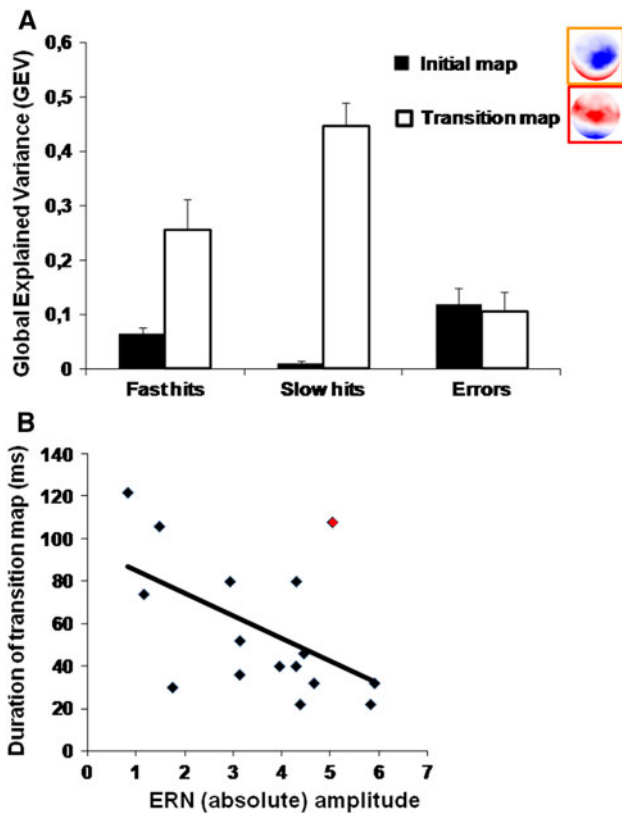 A
Global Explained Variance (GEV)
0,6
0,5
0,4
0,3
0,2
0,1
0
Initial map
Transition map
Fast hits Slow hits Errors
B
Duration of transition map (ms)
140
120
100
80
60
40
20
0
0 1 2 3 4 5 6 7
ERN (absolute) amplitude